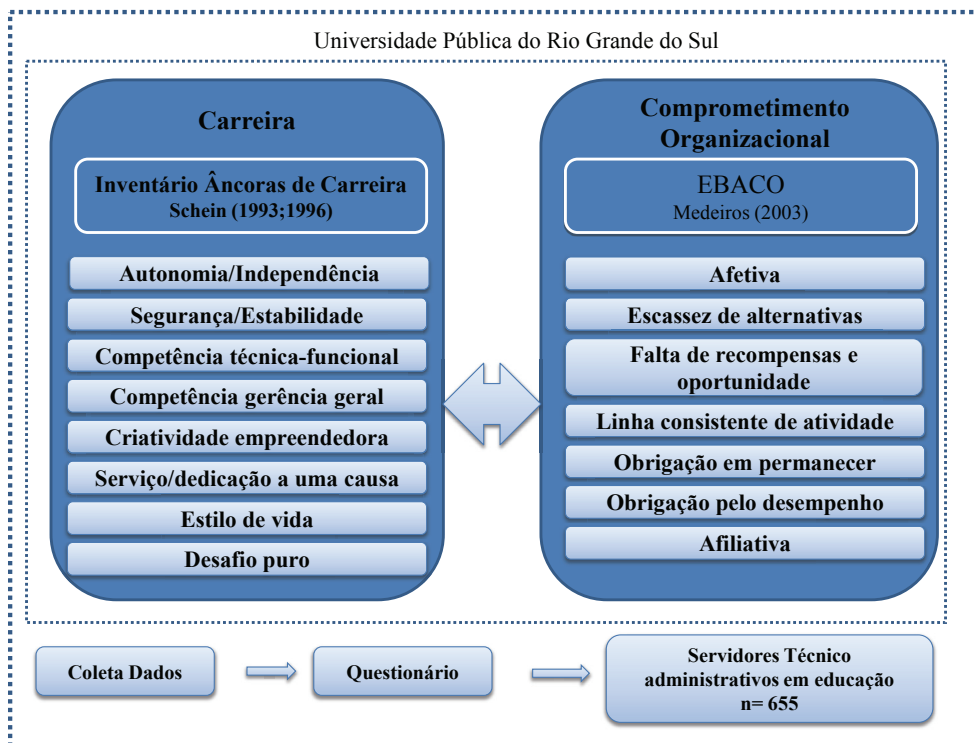 Universidade Pública do Rio Grande do Sul
Carreira
Inventário Âncoras de Carreira
Schein (1993;1996)
Autonomia/Independência
Segurança/Estabilidade
Competência técnica-funcional
Competência gerência geral
Criatividade empreendedora
Serviço/dedicação a uma causa
Estilo de vida
Desafio puro
Comprometimento
Organizacional
EBACO
Medeiros (2003)
Afetiva
Escassez de alternativas
Falta de recompensas e
oportunidade
Linha consistente de atividade
Obrigação em permanecer
Obrigação pelo desempenho
Afiliativa
Coleta Dados
Questionário
Servidores Técnico
administrativos em educação
n= 655